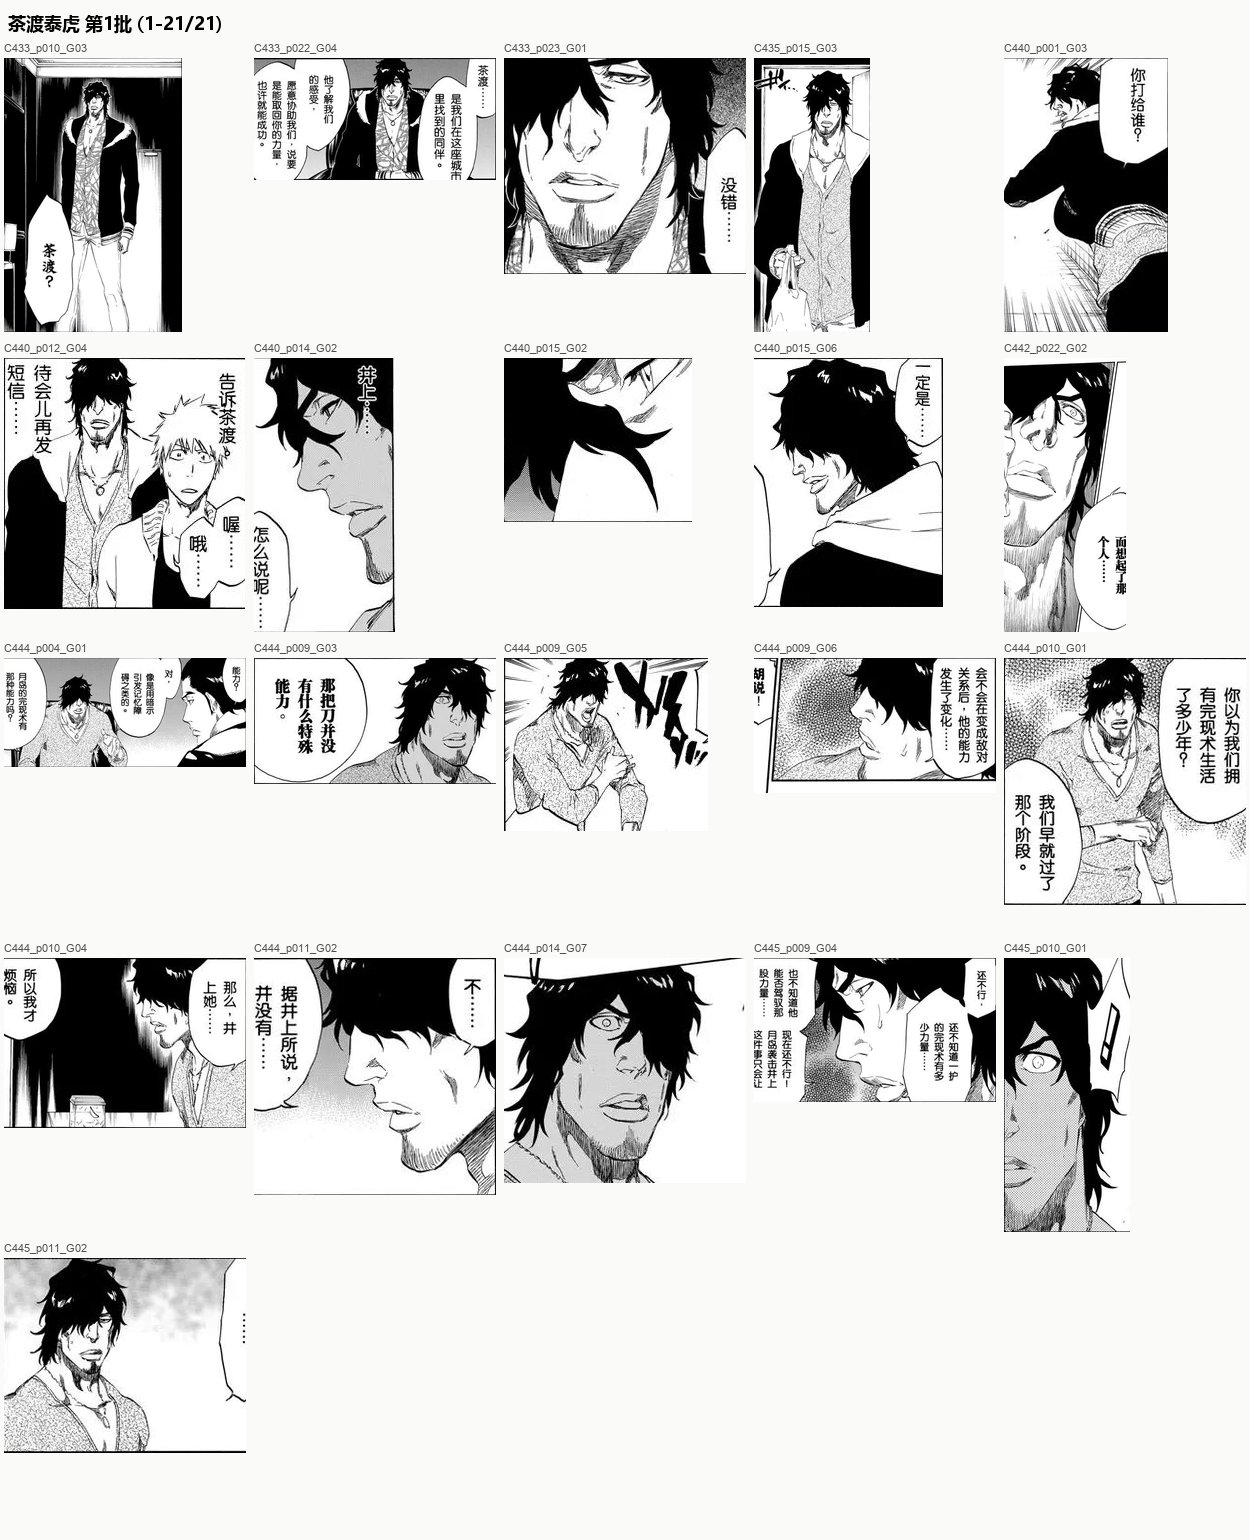 茶渡泰虎 第1批 (1-21/21)
C433_p010_G03
茶渡？
C433_p022_G04
茶渡……
是我们在这座城市
里找到的同伴。
他了解我们
的感受，
愿意协助我们，说要
是能取回你的力量，
也许就能成功。
C433_p023_G01
没错……
C435_p015_G03
C440_p001_G03
你打给谁？
C440_p012_G04
告诉茶渡。
待会儿再发
短信……
喔……
哦……
C440_p014_G02
井上……
怎么说呢……
C440_p015_G02
C440_p015_G06
一定是……
C442_p022_G02
而想起了那
个人……
C444_p004_G01
能力？
对，
像是用暗示
引发记忆障
碍之类的。
月岛的完现术有
那种能力吗？
C444_p009_G03
那把刀并没
有什么特殊
能力。
C444_p009_G05
C444_p009_G06
会不会在变成敌对
关系后，他的能力
发生了变化……
胡说！
C444_p010_G01
你以为我们拥
有完现术生活
了多少年？
我们早就过了
那个阶段。
C444_p010_G04
那么，井
上她……
所以我才
烦恼。
C444_p011_G02
不……
据井上所说，
并没有……
C444_p014_G07
C445_p009_G04
还不行，
还不知道一护
的完现术有多
少力量……
也不知道他
能否驾驭那
股力量……
现在还不行！
月岛袭击井上
这件事只会让
C445_p010_G01
C445_p011_G02
……